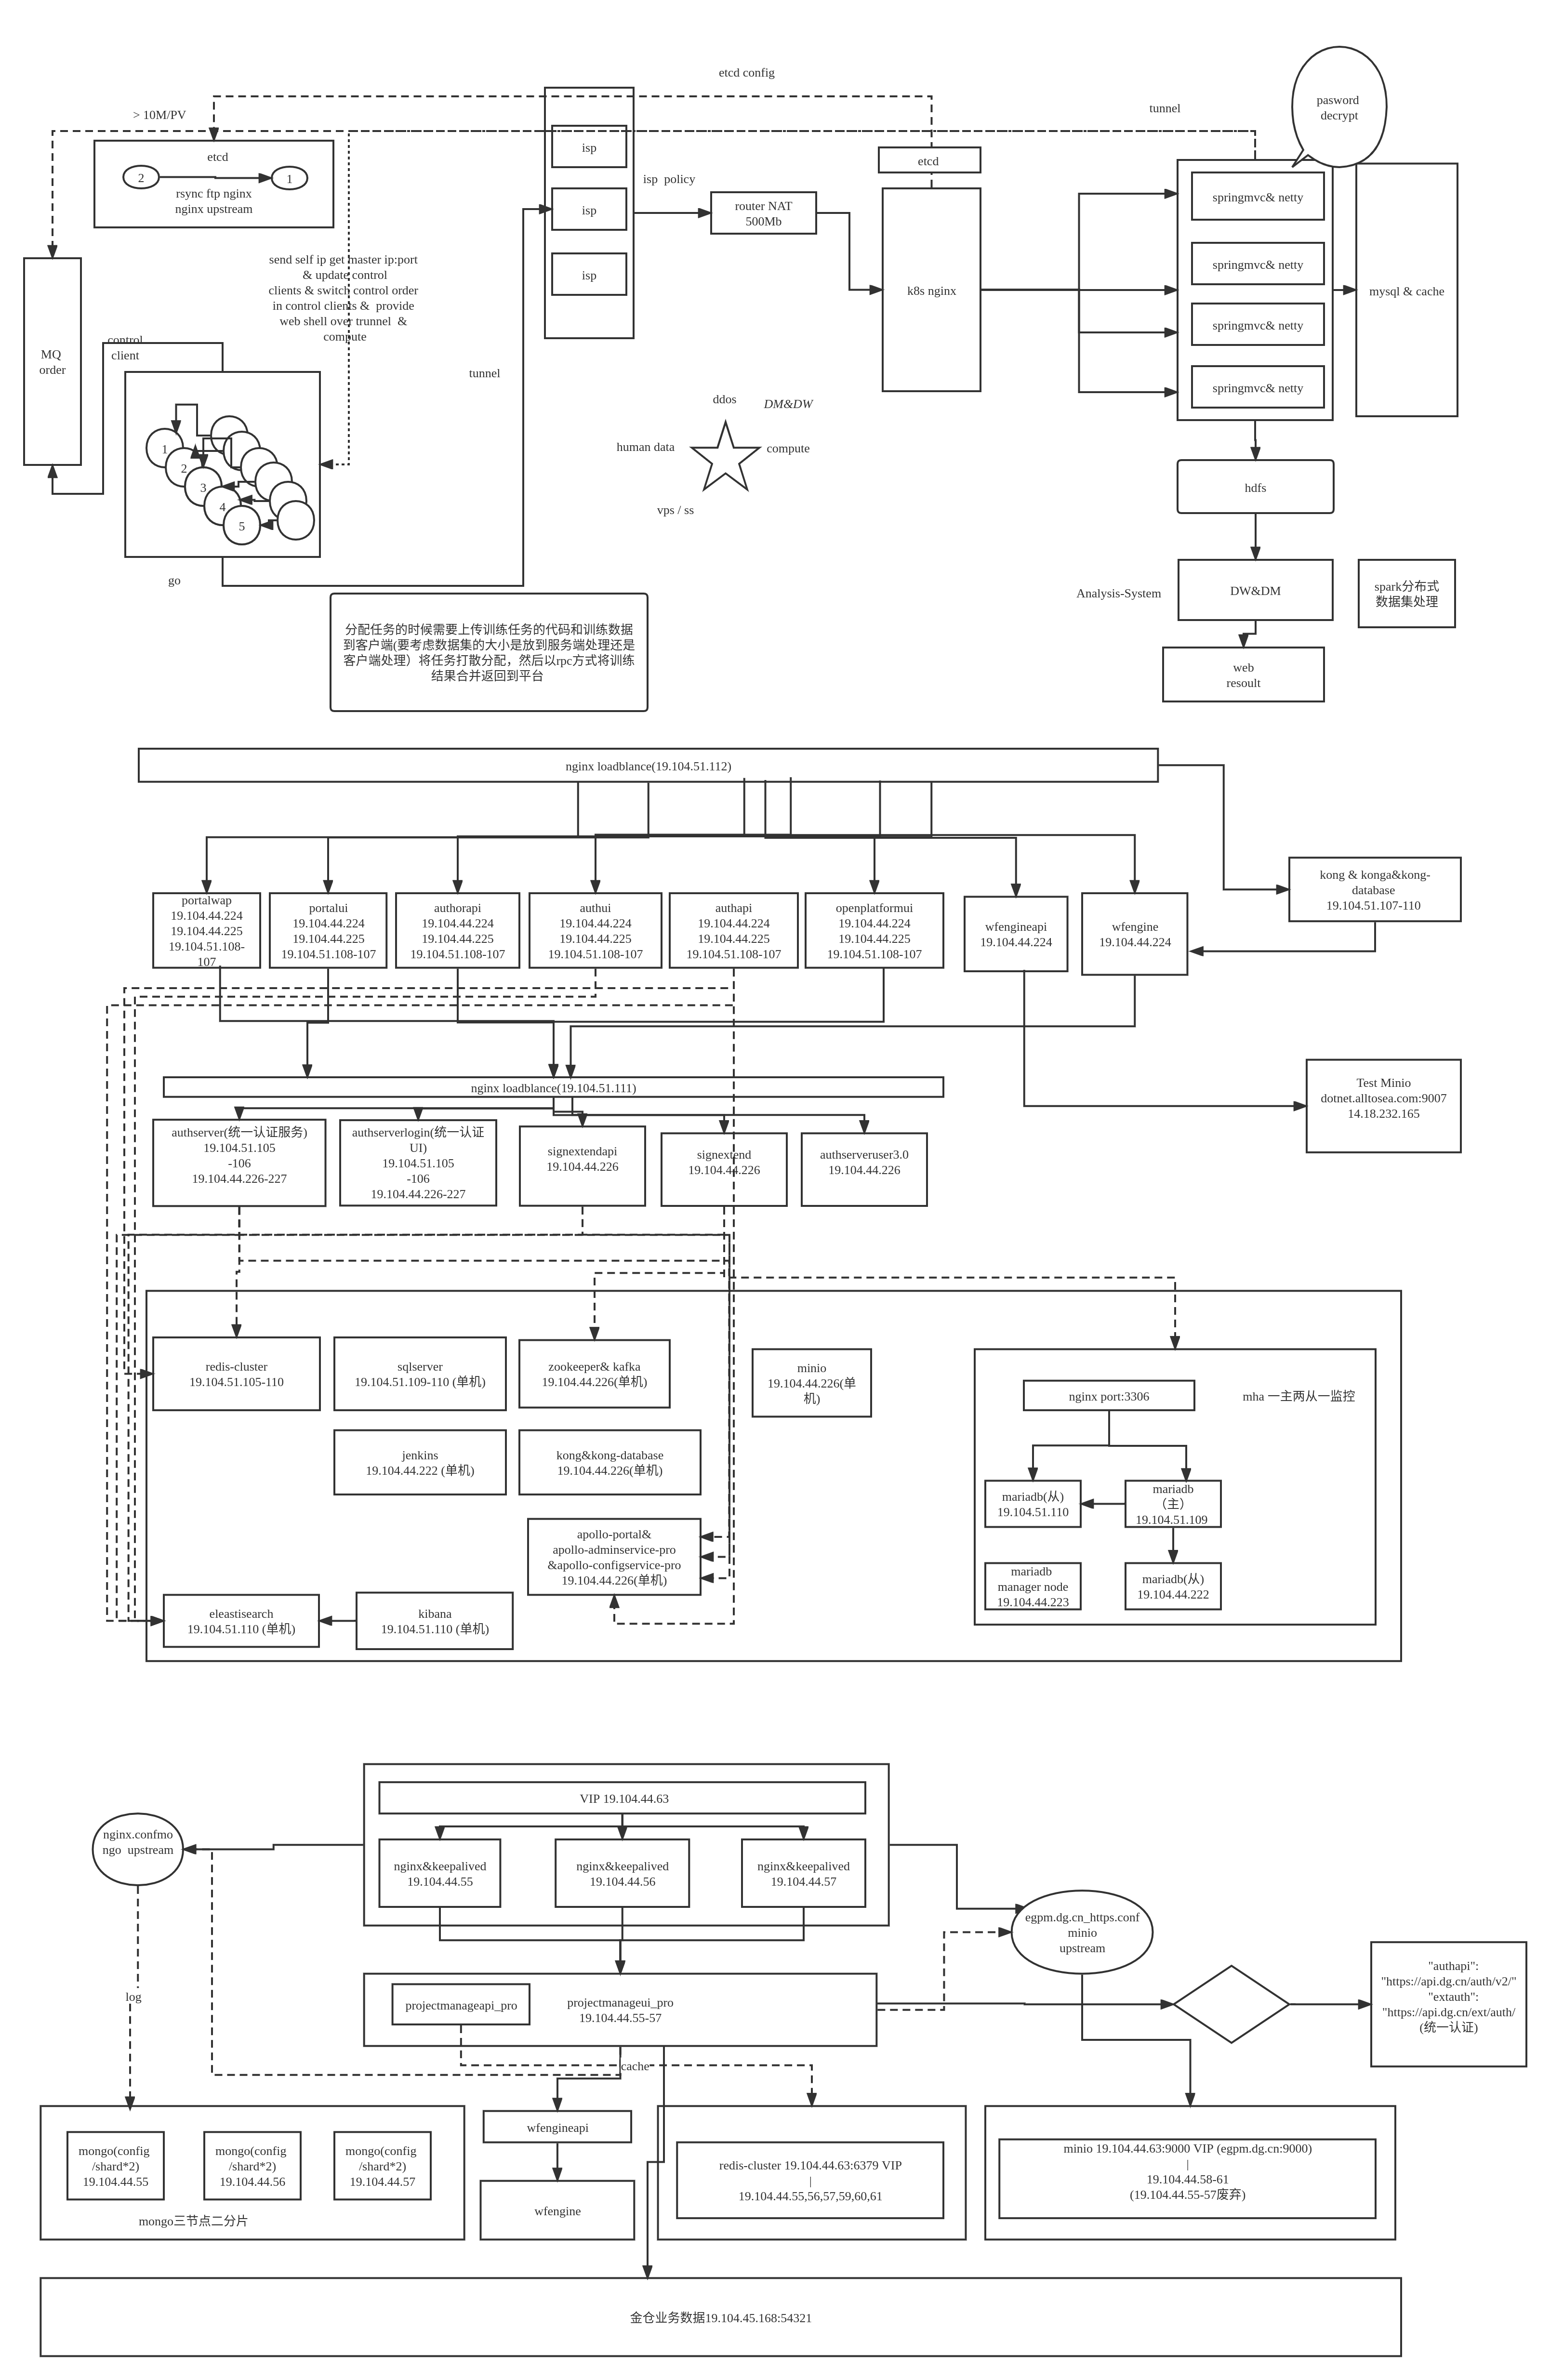 etcd config
> 10M/PV
tunnel
pasword
decrypt
etcd
2
1
rsync ftp nginx
nginx upstream
isp
isp
isp
isp  policy
router NAT
500Mb
etcd
k8s nginx
springmvc& netty
springmvc& netty
springmvc& netty
springmvc& netty
mysql & cache
send self ip get master ip:port
& update control
clients & switch control order
in control clients &  provide
web shell over trunnel  &
compute
MQ
order
control
client
tunnel
1
2
3
4
5
go
ddos
DM&DW
human data
compute
vps / ss
hdfs
Analysis-System
DW&DM
spark分布式
数据集处理
web
resoult
分配任务的时候需要上传训练任务的代码和训练数据
到客户端(要考虑数据集的大小是放到服务端处理还是
客户端处理）将任务打散分配，然后以rpc方式将训练
结果合并返回到平台
nginx loadblance(19.104.51.112)
kong & konga&kong-
database
19.104.51.107-110
portalwap
19.104.44.224
19.104.44.225
19.104.51.108-
107
portalui
19.104.44.224
19.104.44.225
19.104.51.108-107
authorapi
19.104.44.224
19.104.44.225
19.104.51.108-107
authui
19.104.44.224
19.104.44.225
19.104.51.108-107
authapi
19.104.44.224
19.104.44.225
19.104.51.108-107
openplatformui
19.104.44.224
19.104.44.225
19.104.51.108-107
wfengineapi
19.104.44.224
wfengine
19.104.44.224
nginx loadblance(19.104.51.111)
Test Minio
dotnet.alltosea.com:9007
14.18.232.165
authserver(统一认证服务)
19.104.51.105
-106
19.104.44.226-227
authserverlogin(统一认证
UI)
19.104.51.105
-106
19.104.44.226-227
signextendapi
19.104.44.226
signextend
19.104.44.226
authserveruser3.0
19.104.44.226
redis-cluster
19.104.51.105-110
sqlserver
19.104.51.109-110 (单机)
zookeeper& kafka
19.104.44.226(单机)
minio
19.104.44.226(单
机)
nginx port:3306
mha 一主两从一监控
jenkins
19.104.44.222 (单机)
kong&kong-database
19.104.44.226(单机)
mariadb(从)
19.104.51.110
mariadb
（主）
19.104.51.109
apollo-portal&
apollo-adminservice-pro
&apollo-configservice-pro
19.104.44.226(单机)
mariadb
manager node
19.104.44.223
mariadb(从)
19.104.44.222
eleastisearch
19.104.51.110 (单机)
kibana
19.104.51.110 (单机)
VIP 19.104.44.63
nginx.confmo
ngo  upstream
nginx&keepalived
19.104.44.55
nginx&keepalived
19.104.44.56
nginx&keepalived
19.104.44.57
egpm.dg.cn_https.conf
minio
upstream
log
projectmanageapi_pro
projectmanageui_pro
19.104.44.55-57
"authapi":
"https://api.dg.cn/auth/v2/"
"extauth":
"https://api.dg.cn/ext/auth/
(统一认证)
cache
wfengineapi
mongo(config
/shard*2)
19.104.44.55
mongo(config
/shard*2)
19.104.44.56
mongo(config
/shard*2)
19.104.44.57
mongo三节点二分片
wfengine
redis-cluster 19.104.44.63:6379 VIP
|
19.104.44.55,56,57,59,60,61
minio 19.104.44.63:9000 VIP (egpm.dg.cn:9000)
|
19.104.44.58-61
(19.104.44.55-57废弃)
金仓业务数据19.104.45.168:54321